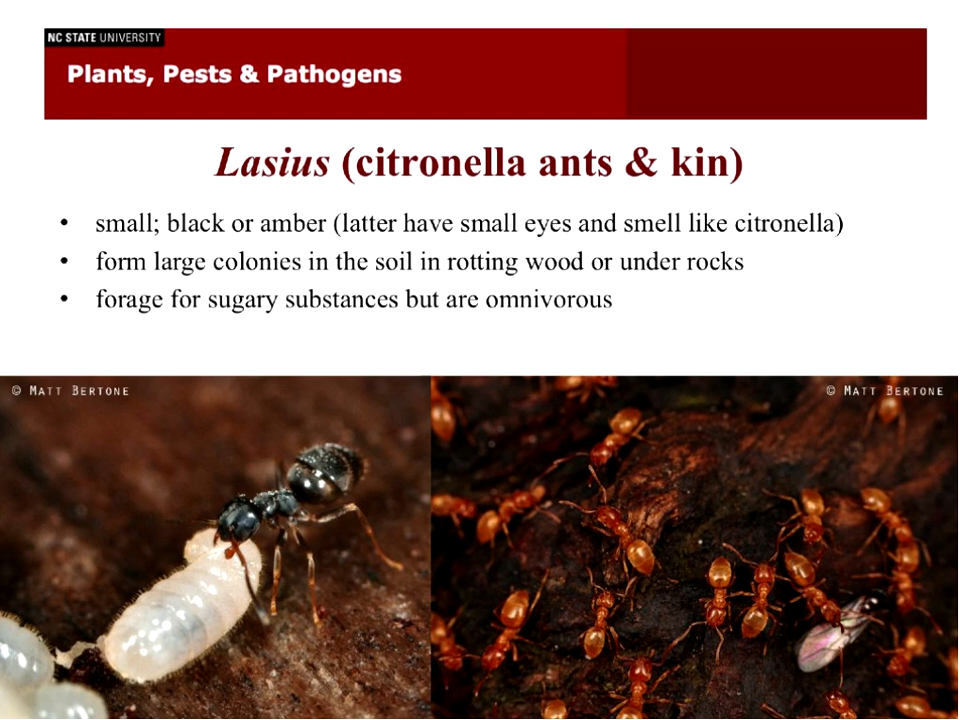 NC STATE UNIVERSITY
Plants, Pests & Pathogens
Lasius (citronella ants & kin)
• small; black or amber (latter have small eyes and smell like citronella)
• form large colonies in the soil in rotting wood or under rocks
• forage for sugary substances but are omnivorous
© MATT BERTONE
© MATT BERTONE